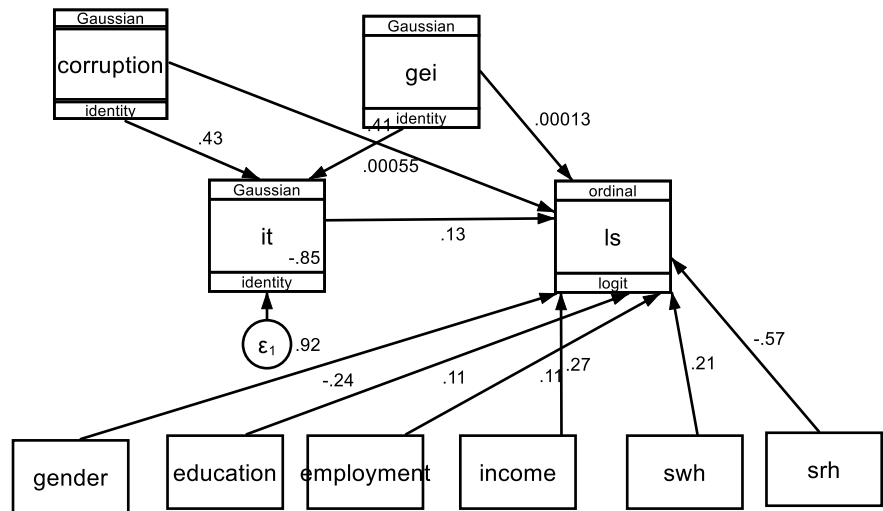 Gaussian
corruption
identity
Gaussian
gei
identity
.43
.41
.00055
.00013
Gaussian
it
-.85
identity
.13
ordinal
ls
logit
ε1
.92
-.24
.11
.11
.27
.21
-.57
gender
education
employment
income
swh
srh